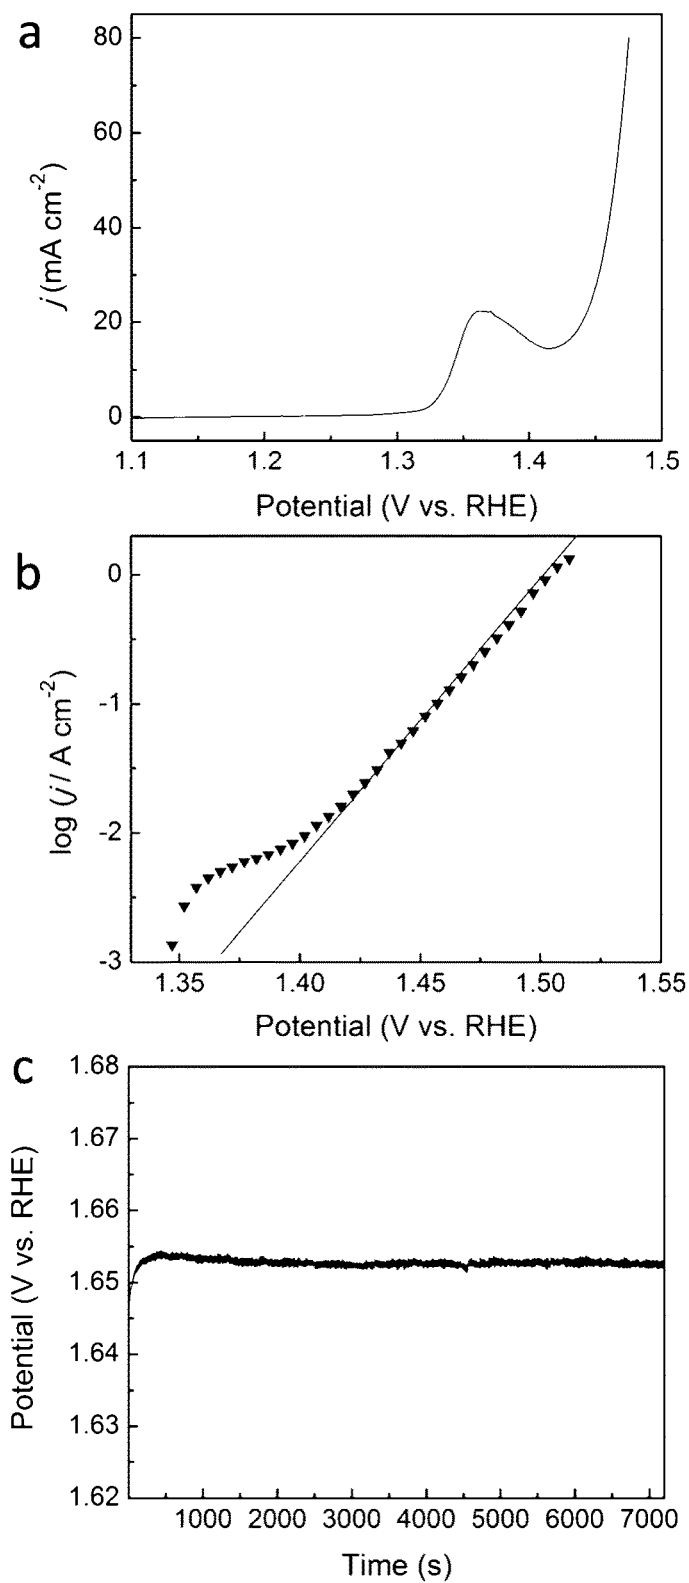 a
80
60
40
20
0
j (mA cm-2)
1.1 1.2 1.3 1.4 1.5
Potential (V vs. RHE)
b
0
-1
-2
-3
log (j / A cm-2)
1.35 1.40 1.45 1.50 1.55
Potential (V vs. RHE)
c
1.68
1.67
1.66
1.65
1.64
1.63
1.62
Potential (V vs. RHE)
1000 2000 3000 4000 5000 6000 7000
Time (s)